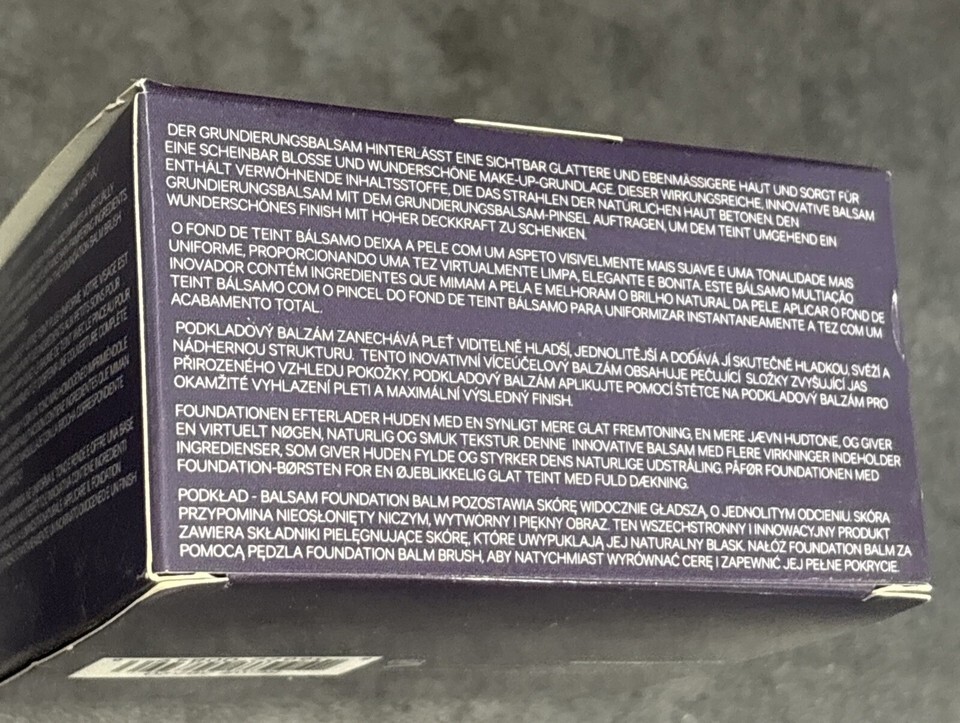 DER GRUNDIERUNGSBALSAM HINTERLÄSST EINE SICHTBAR GLATTERE UND EBENMÄSSIGERE HAUT UND SORGT FÜR
EINE SCHEINBAR BLOSSE UND WUNDERSCHÖNE MAKE-UP-GRUNDLAGE. DIESER WIRKUNGSREICHE, INNOVATIVE BALSAM
ENTHÄLT VERWÖHNENDE INHALTSSTOFFE, DIE DAS STRAHLEN DER NATÜRLICHEN HAUT BETONEN. DEN
GRUNDIERUNGSBALSAM MIT DEM GRUNDIERUNGSBALSAM-PINSEL AUFTRAGEN, UM DEM TEINT UMGEHEND EIN
WUNDERSCHÖNES FINISH MIT HOHER DECKKRAFT ZU SCHENKEN.
O FOND DE TEINT BÁLSAMO DEIXA A PELE COM UM ASPETO VISIVELMENTE MAIS SUAVE E UMA TONALIDADE MAIS
UNIFORME, PROPORCIONANDO UMA TEZ VIRTUALMENTE LIMPA, ELEGANTE E BONITA. ESTE BÁLSAMO MULTIAÇÃO
INOVADOR CONTÉM INGREDIENTES QUE MIMAM A PELA E MELHORAM O BRILHO NATURAL DA PELE. APLICAR O FOND DE
TEINT BÁLSAMO COM O PINCEL DO FOND DE TEINT BÁLSAMO PARA UNIFORMIZAR INSTANTANEAMENTE A TEZ COM UM
ACABAMENTO TOTAL.
PODKLADOVÝ BALZÁM ZANECHÁVÁ PLEŤ VIDITELNĚ HLADŠÍ, JEDNOLITĚJŠÍ A DODÁVÁ JÍ SKUTEČNĚ HLADKOU, SVĚŽÍ A
NÁDHERNOU STRUKTURU. TENTO INOVATIVNÍ VÍCEÚČELOVÝ BALZÁM OBSAHUJE PEČUJÍCÍ SLOŽKY ZVYŠUJÍCÍ JAS
PŘIROZENÉHO VZHLEDU POKOŽKY. PODKLADOVÝ BALZÁM APLIKUJTE POMOCÍ ŠTĚTCE NA PODKLADOVÝ BALZÁM PRO
OKAMŽITÉ VYHLAZENÍ PLETI A MAXIMÁLNÍ VÝSLEDNÝ FINISH.
FOUNDATIONEN EFTERLADER HUDEN MED EN SYNLIGT MERE GLAT FREMTONING, EN MERE JÆVN HUDTONE, OG GIVER
EN VIRTUELT NØGEN, NATURLIG OG SMUK TEKSTUR. DENNE INNOVATIVE BALSAM MED FLERE VIRKNINGER INDEHOLDER
INGREDIENSER, SOM GIVER HUDEN FYLDE OG STYRKER DENS NATURLIGE UDSTRÅLING. PÅFØR FOUNDATIONEN MED
FOUNDATION-BØRSTEN FOR EN ØJEBLIKKELIG GLAT TEINT MED FULD DÆKNING.
PODKŁAD - BALSAM FOUNDATION BALM POZOSTAWIA SKÓRĘ WIDOCZNIE GŁADSZĄ, O JEDNOLITYM ODCIENIU. SKÓRA
PRZYPOMINA NIEOSŁONIĘTY NICZYM, WYTWORNY I PIĘKNY OBRAZ. TEN WSZECHSTRONNY I INNOWACYJNY PRODUKT
ZAWIERA SKŁADNIKI PIELĘGNUJĄCE SKÓRĘ, KTÓRE UWYPUKLAJĄ JEJ NATURALNY BLASK. NAŁÓŻ FOUNDATION BALM ZA
POMOCĄ PĘDZLA FOUNDATION BALM BRUSH, ABY NATYCHMIAST WYRÓWNAĆ CERĘ I ZAPEWNIĆ JEJ PEŁNE POKRYCIE.